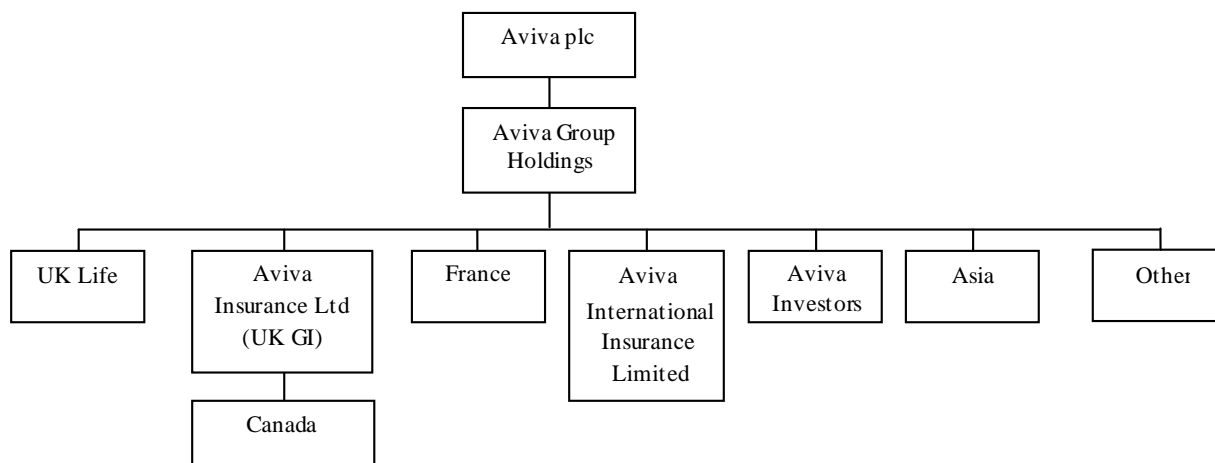 Aviva plc
Aviva Group
Holdings
UK Life
Aviva
Insurance Ltd
(UK GI)
France
Aviva
International
Insurance
Limited
Aviva
Investors
Asia
Other
Canada